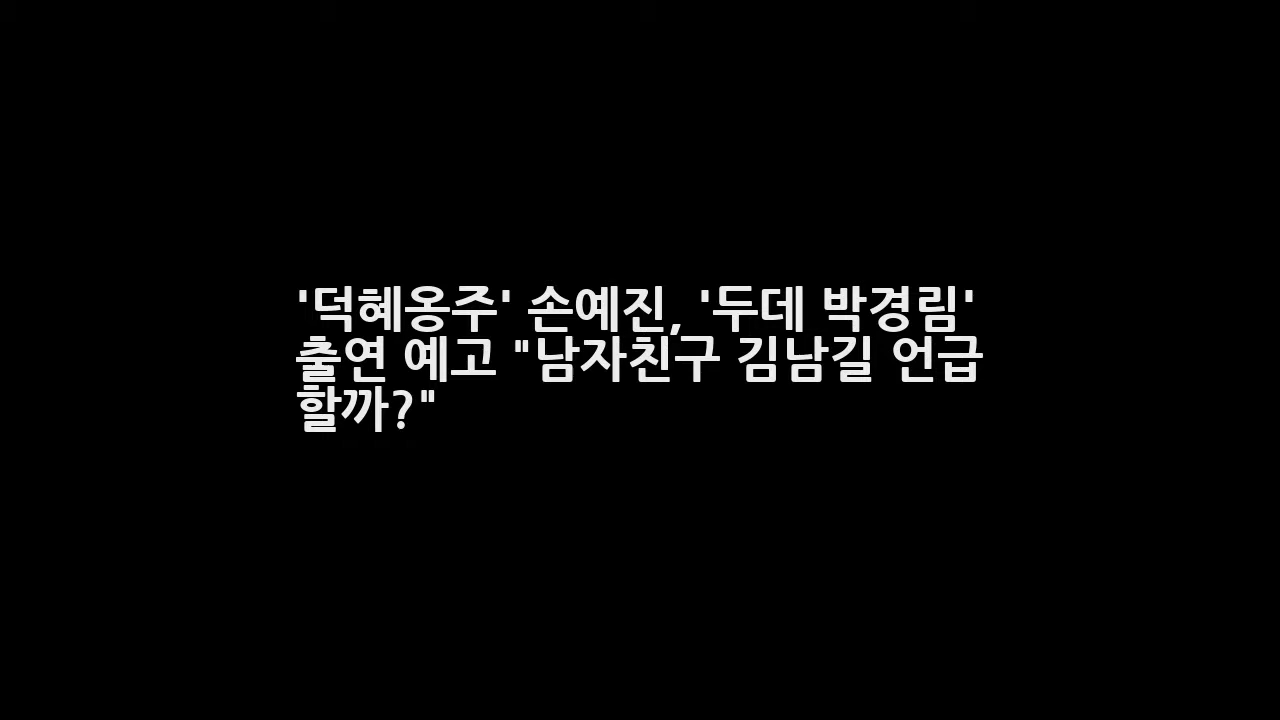 '덕혜옹주' 손예진, '두데 박경림'
출연 예고 "남자친구 김남길 언급
할까?"